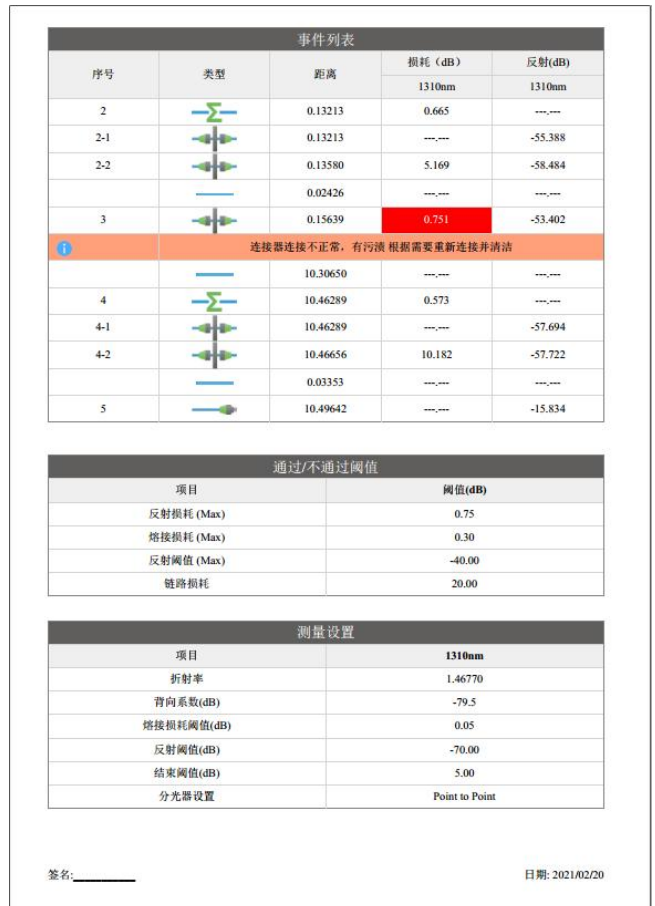 事件列表
序号 类型 距离 损耗（dB） 反射(dB)
1310nm 1310nm
2 0.13213 0.665 ---.---
2-1 0.13213 ---.--- -55.388
2-2 0.13580 5.169 -58.484
0.02426 ---.--- ---.---
3 0.15639 0.751 -53.402
连接器连接不正常，有污渍 根据需要重新连接并清洁
10.30650 ---.--- ---.---
4 10.46289 0.573 ---.---
4-1 10.46289 ---.--- -57.694
4-2 10.46656 10.182 -57.722
0.03353 ---.--- ---.---
5 10.49642 ---.--- -15.834
通过/不通过阈值
项目 阈值(dB)
反射损耗 (Max) 0.75
熔接损耗 (Max) 0.30
反射阈值 (Max) -40.00
链路损耗 20.00
测量设置
项目 1310nm
折射率 1.46770
背向系数(dB) -79.5
熔接损耗阈值(dB) 0.05
反射阈值(dB) -70.00
结束阈值(dB) 5.00
分光器设置 Point to Point
签名:__________ 日期: 2021/02/20